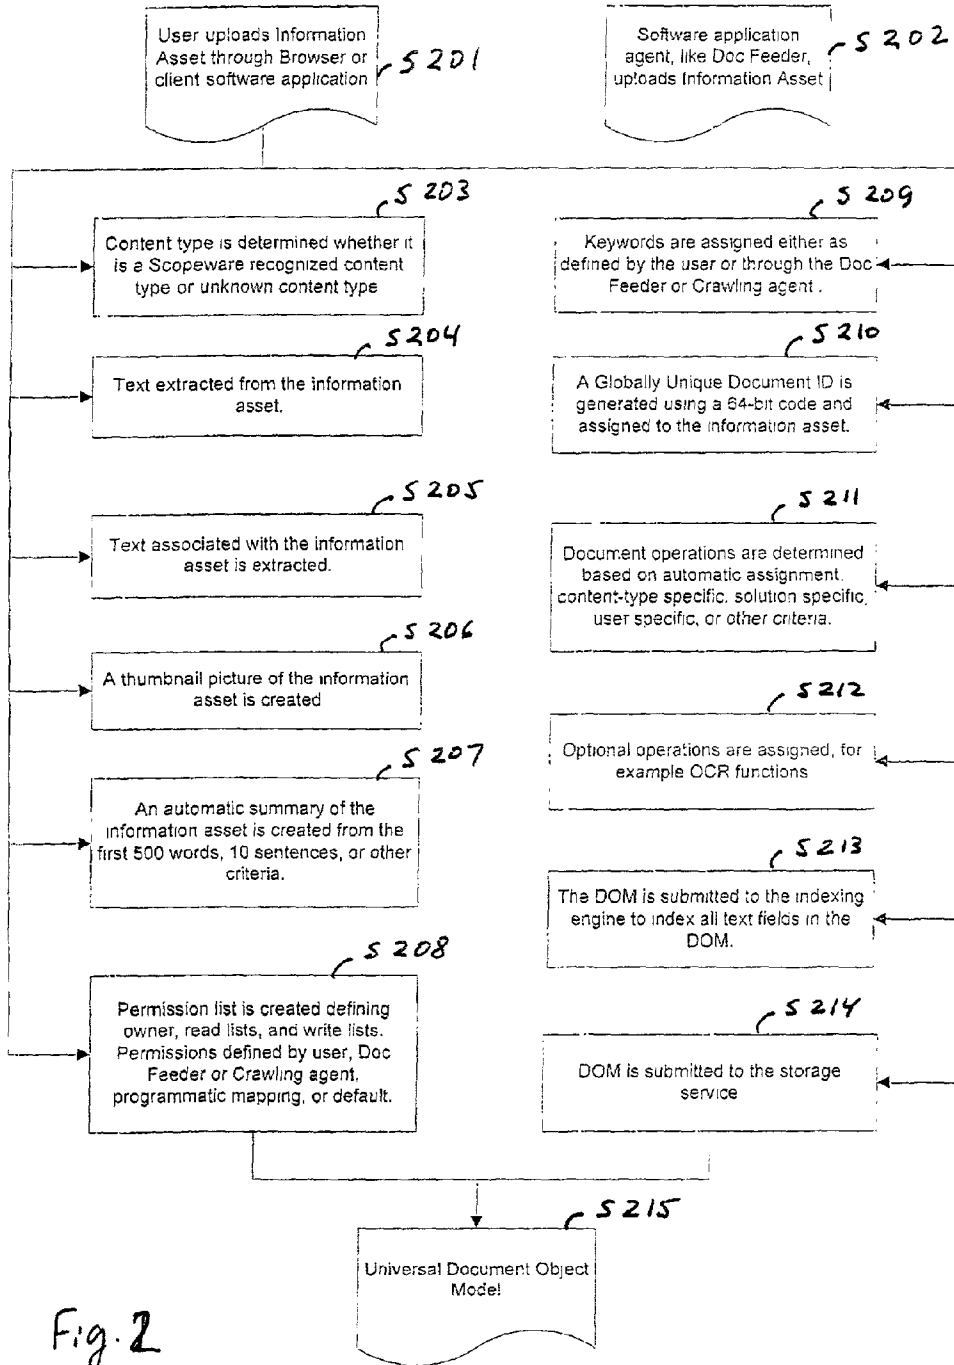 User uploads Information
Asset through Browser or
client software application
S201
Software application
agent, like Doc Feeder,
uploads Information Asset
S202
S203
Content type is determined whether it
is a Scopeware recognized content
type or unknown content type
S204
Text extracted from the information
asset.
S205
Text associated with the information
asset is extracted.
S206
A thumbnail picture of the information
asset is created
S207
An automatic summary of the
information asset is created from the
first 500 words, 10 sentences, or other
criteria.
S208
Permission list is created defining
owner, read lists, and write lists.
Permissions defined by user, Doc
Feeder or Crawling agent,
programmatic mapping, or default.
S209
Keywords are assigned either as
defined by the user or through the Doc
Feeder or Crawling agent.
S210
A Globally Unique Document ID is
generated using a 64-bit code and
assigned to the information asset.
S211
Document operations are determined
based on automatic assignment,
content-type specific, solution specific,
user specific, or other criteria.
S212
Optional operations are assigned, for
example OCR functions
S213
The DOM is submitted to the indexing
engine to index all text fields in the
DOM.
S214
DOM is submitted to the storage
service
S215
Universal Document Object
Model
Fig. 2